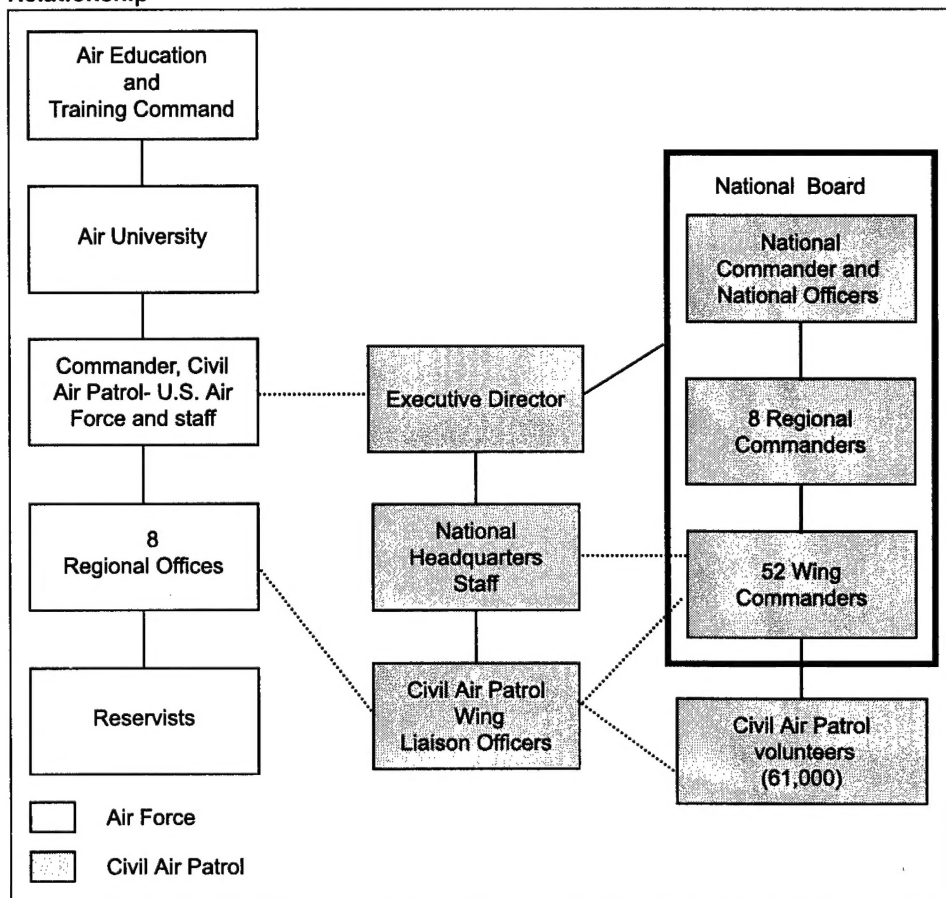 Relationship
Air Education
and
Training Command
Air University
Commander, Civil
Air Patrol- U.S. Air
Force and staff
8
Regional Offices
Reservists
Executive Director
National
Headquarters
Staff
Civil Air Patrol
Wing
Liaison Officers
National Board
National
Commander and
National Officers
8 Regional
Commanders
52 Wing
Commanders
Civil Air Patrol
volunteers
(61,000)
Air Force
Civil Air Patrol